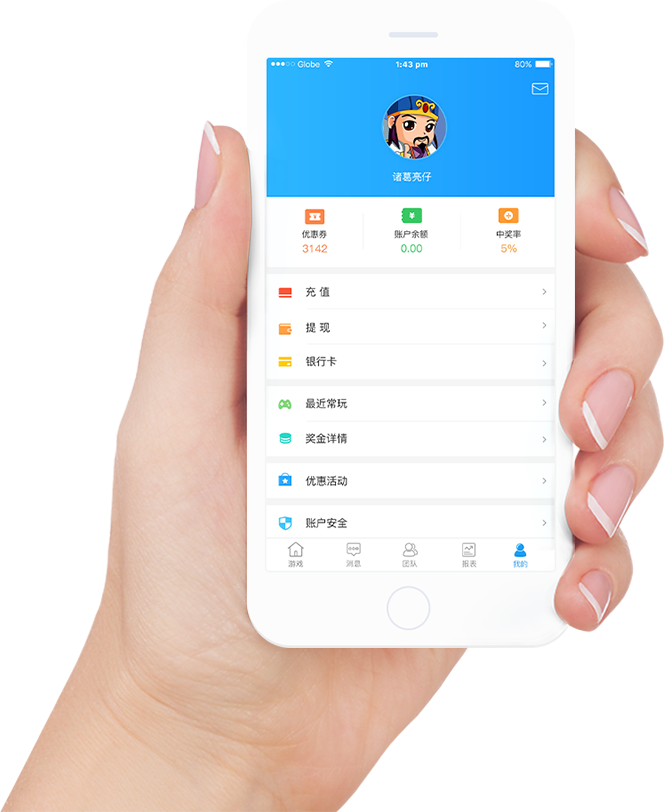 Globe 1:43 pm 80%
诸葛亮仔
优惠券 账户余额 中奖率
3142 0.00 5%
充 值
提 现
银行卡
最近常玩
奖金详情
优惠活动
账户安全
游戏 消息 团队 报表 我的